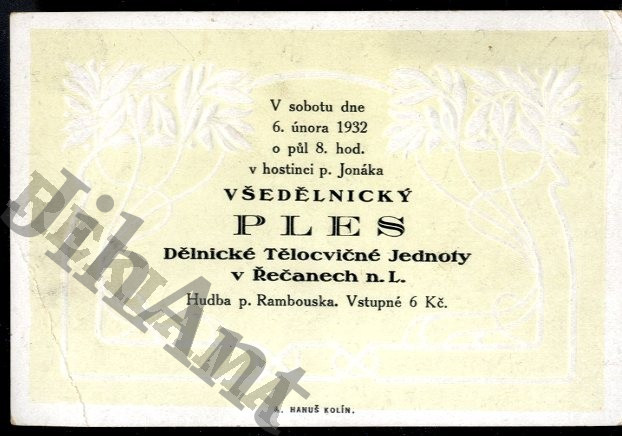 V sobotu dne
6. února 1932
o půl 8. hod.
v hostinci p. Jonáka
VŠEDĚLNICKÝ
PLES
Dělnické Tělocvičné Jednoty
v Řečanech n. L.
Hudba p. Rambouska. Vstupné 6 Kč.
A. HANUŠ KOLÍN.